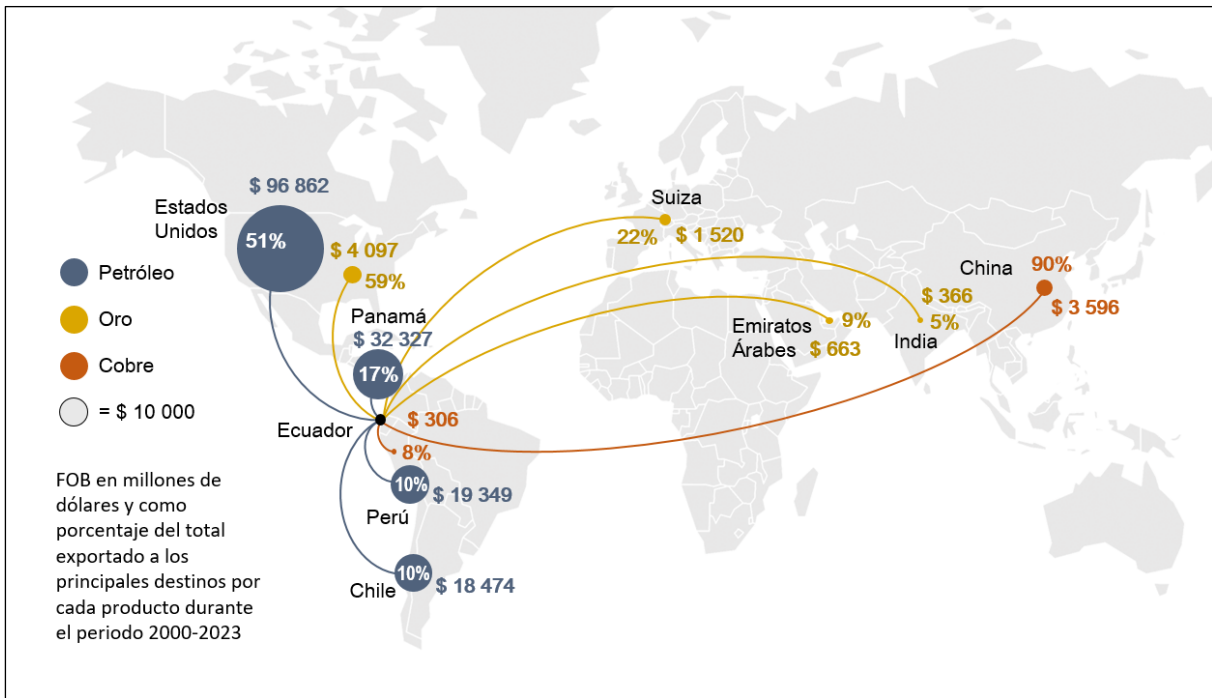 $ 96 862
Estados
Unidos
51%
$ 4 097
59%
Petróleo
Oro
Cobre
= $ 10 000
Panamá
$ 32 327
17%
Suiza
22%
$ 1 520
China
90%
$ 3 596
$ 366
5%
India
Emiratos
Árabes
9%
$ 663
Ecuador
$ 306
8%
10%
$ 19 349
Perú
10%
$ 18 474
Chile
FOB en millones de
dólares y como
porcentaje del total
exportado a los
principales destinos por
cada producto durante
el periodo 2000-2023